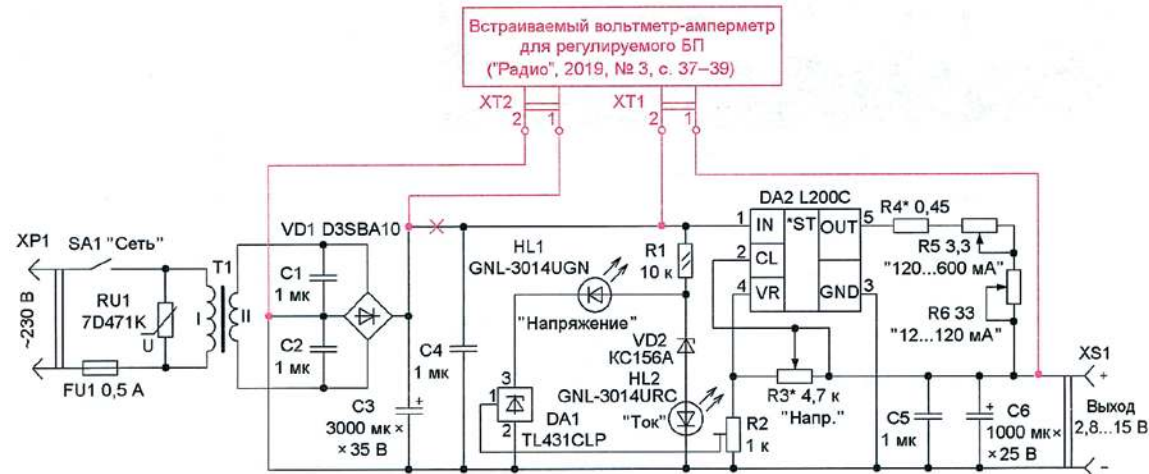 Встраиваемый вольтметр-амперметр
для регулируемого БП
("Радио", 2019, № 3, с. 37–39)
XT2
2
1
XT1
2
1
DA2 L200C
1
IN
*ST
OUT
5
2
CL
4
VR
GND
3
R4* 0,45
R5 3,3
"120...600 мА"
R6 33
"12...120 мА"
XP1
SA1 "Сеть"
~230 В
RU1
7D471K
U
FU1 0,5 А
T1
I
II
VD1 D3SBA10
C1
1 мк
C2
1 мк
C3
3000 мк ×
× 35 В
+
C4
1 мк
HL1
GNL-3014UGN
"Напряжение"
R1
10 к
VD2
КС156А
HL2
GNL-3014URC
"Ток"
3
1
2
DA1
TL431CLP
R2
1 к
R3* 4,7 к
"Напр."
C5
1 мк
+
C6
1000 мк ×
× 25 В
XS1
+
Выход
2,8...15 В
−